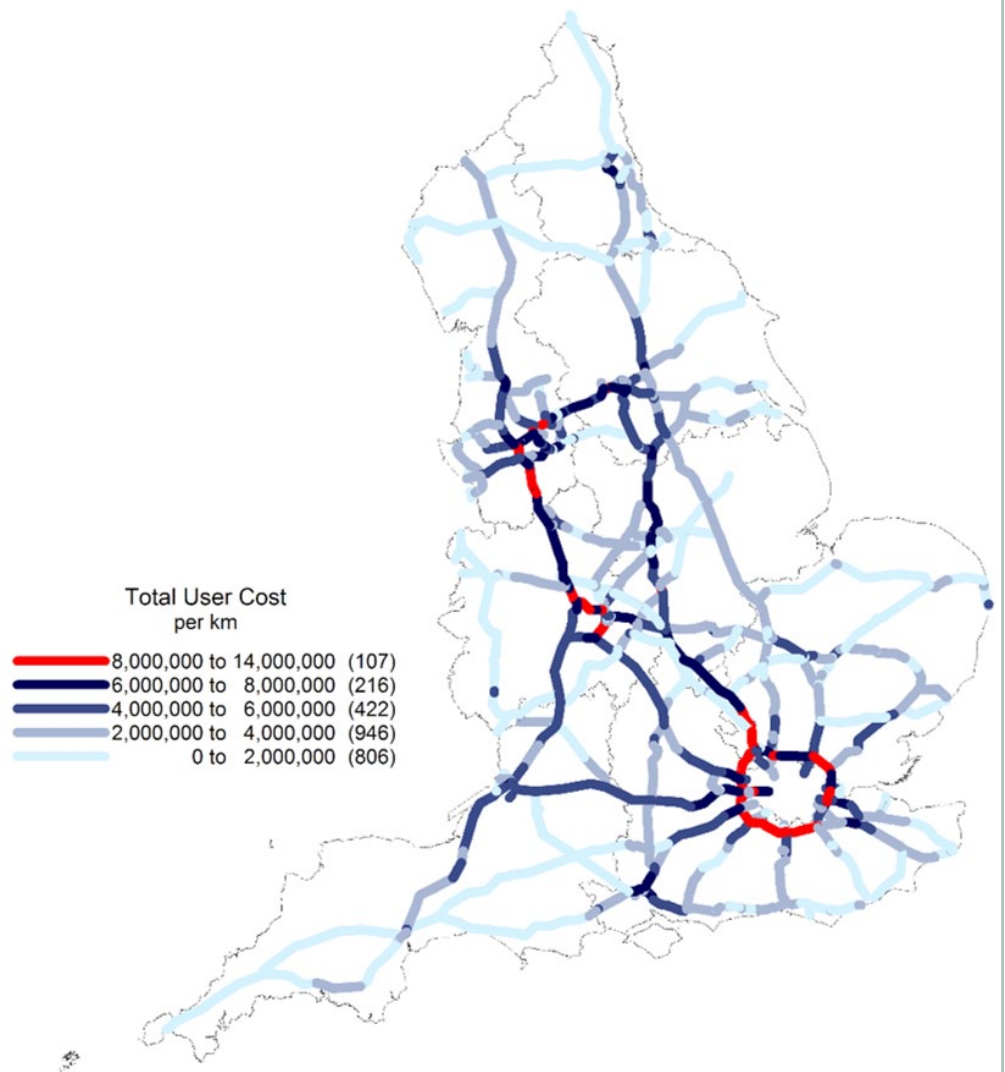 Total User Cost
per km
8,000,000 to 14,000,000 (107)
6,000,000 to 8,000,000 (216)
4,000,000 to 6,000,000 (422)
2,000,000 to 4,000,000 (946)
0 to 2,000,000 (806)